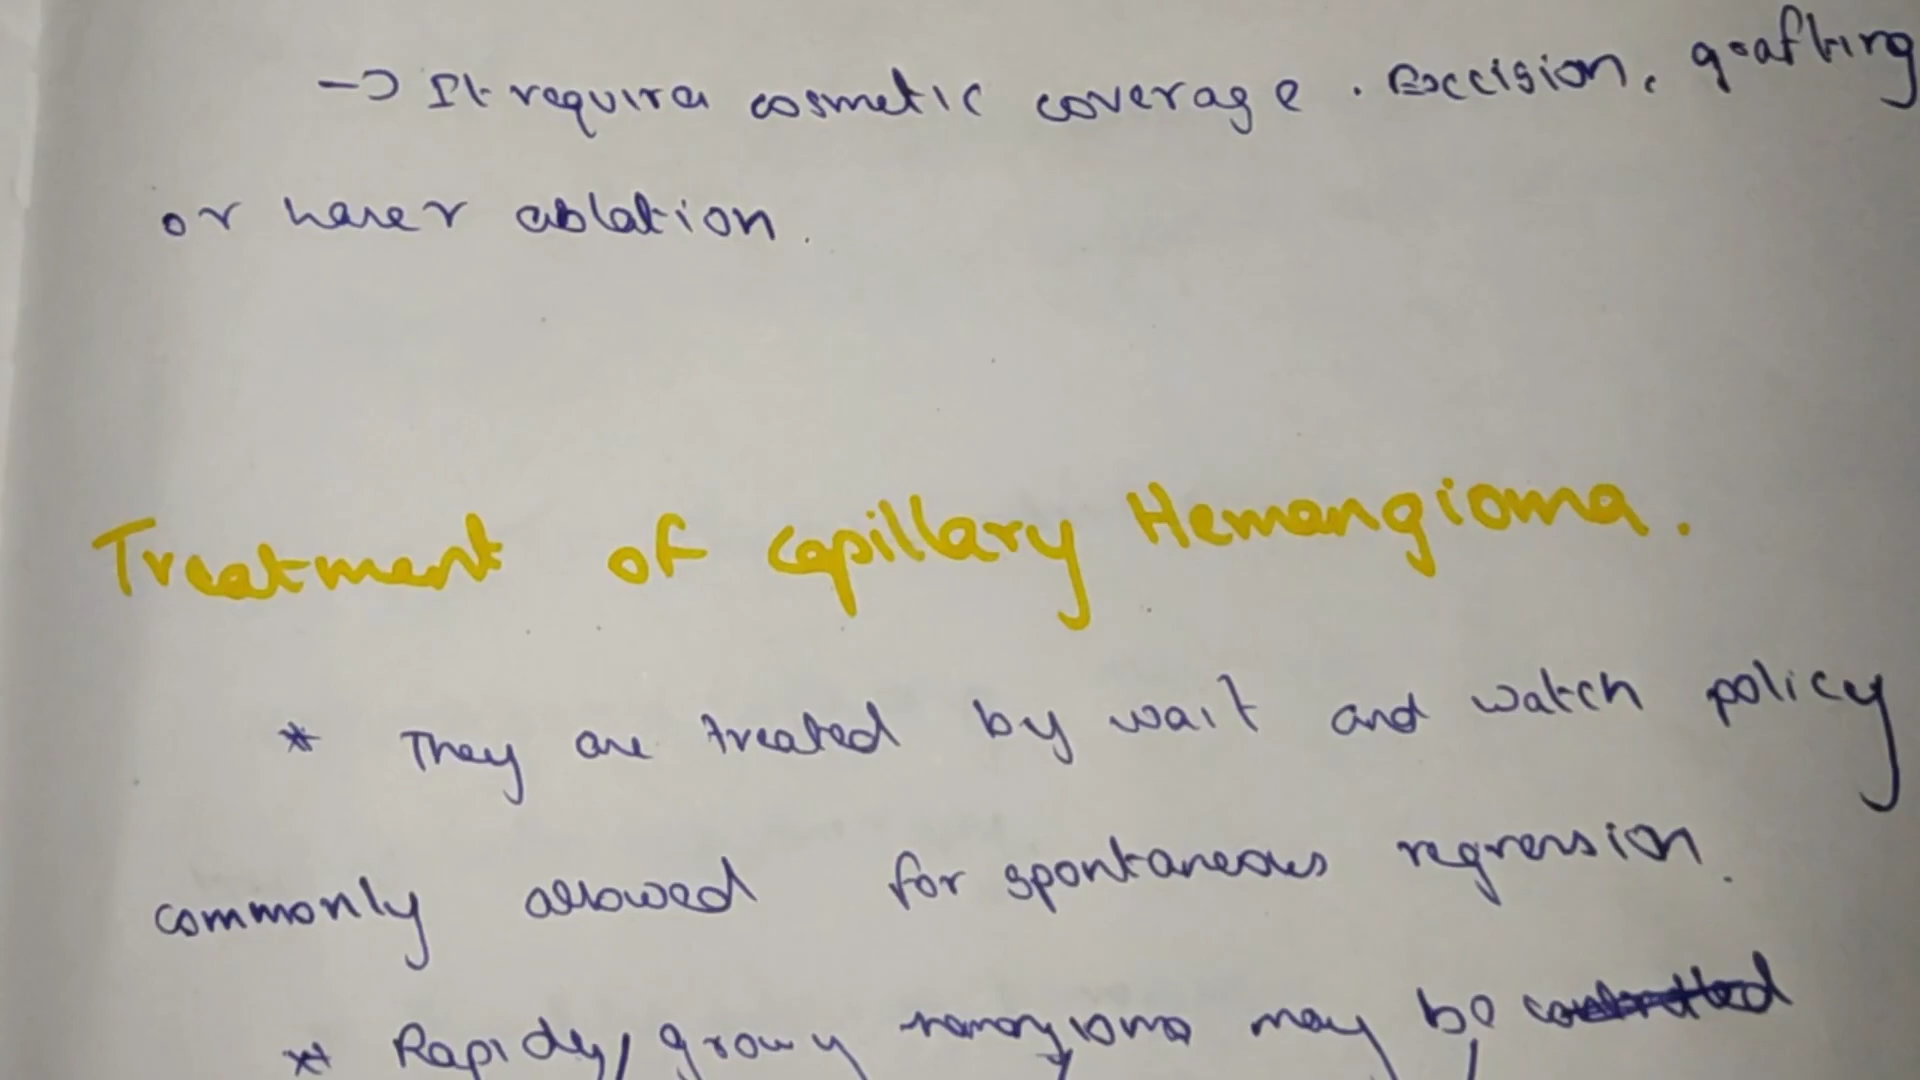 → It requires cosmetic coverage. Excision, grafting
or laser ablation.
Treatment of capillary Hemangioma.
* They are treated by wait and watch policy
commonly allowed for spontaneous regression.
* Rapidly growing hemangioma may be